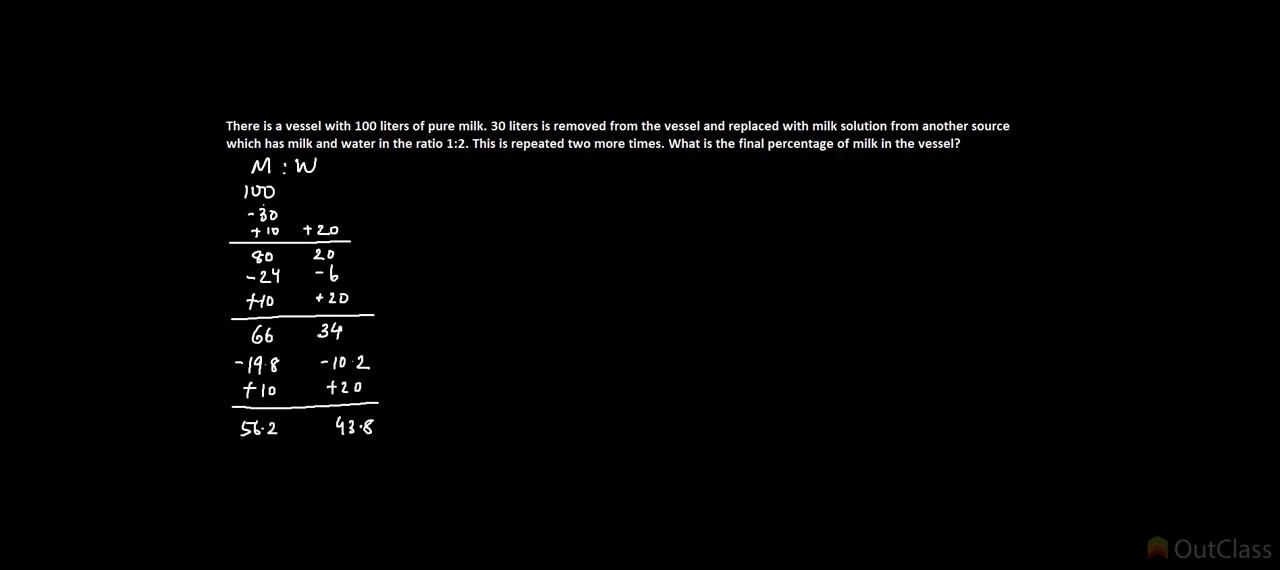 There is a vessel with 100 liters of pure milk. 30 liters is removed from the vessel and replaced with milk solution from another source
which has milk and water in the ratio 1:2. This is repeated two more times. What is the final percentage of milk in the vessel?
M : W
100
-30
+10 +20
80 20
-24 -6
+10 +20
66 34
-19.8 -10.2
+10 +20
56.2 43.8
OutClass